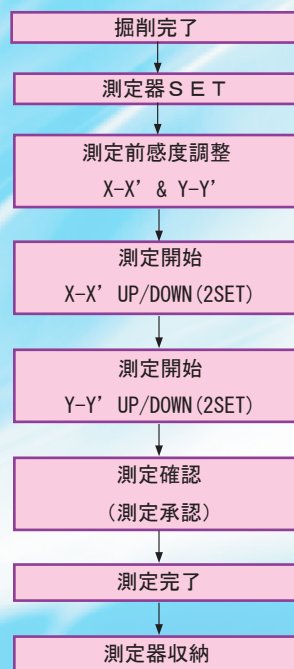 掘削完了
測定器ＳＥＴ
測定前感度調整
X-X’ & Y-Y’
測定開始
X-X’ UP/DOWN(2SET)
測定開始
Y-Y’ UP/DOWN(2SET)
測定確認
(測定承認)
測定完了
測定器収納